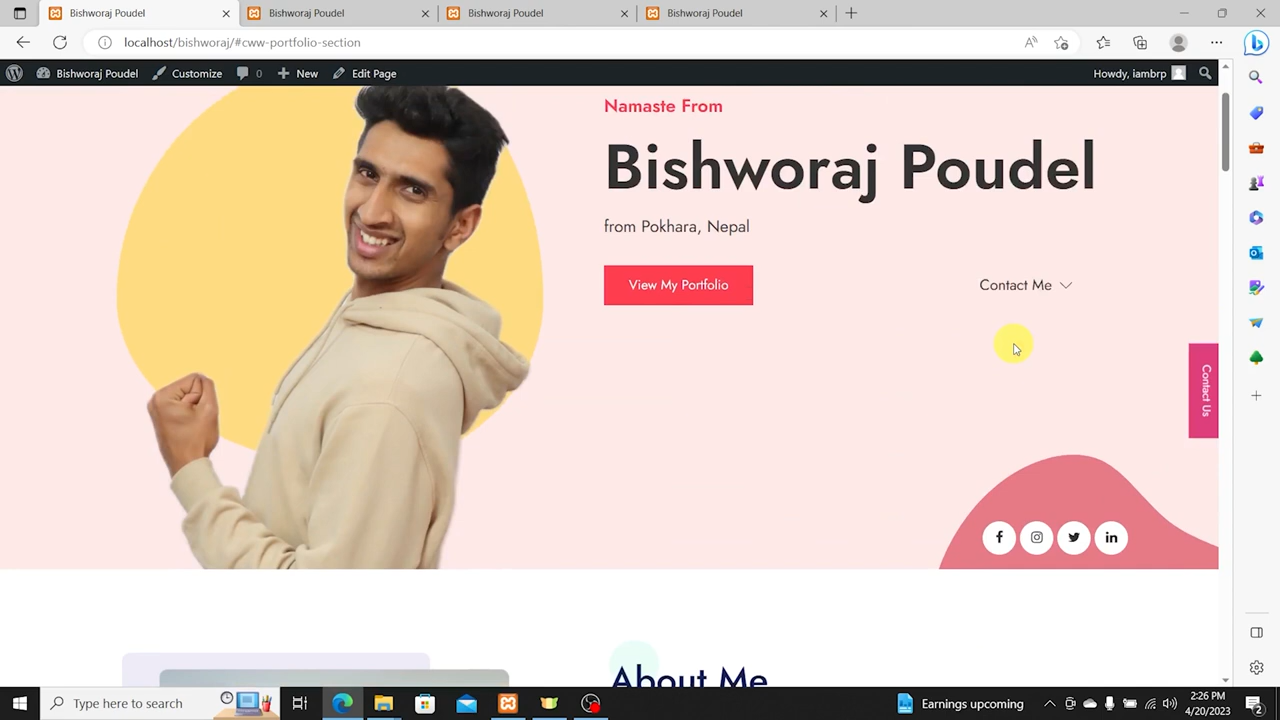 Bishworaj Poudel
Bishworaj Poudel
Bishworaj Poudel
Bishworaj Poudel
localhost/bishworaj/#cww-portfolio-section
Bishworaj Poudel
Customize
0
New
Edit Page
Howdy, iambrp
Namaste From
Bishworaj Poudel
from Pokhara, Nepal
View My Portfolio
Contact Me
Contact Us
About Me
Type here to search
Earnings upcoming
2:26 PM
4/20/2023
2